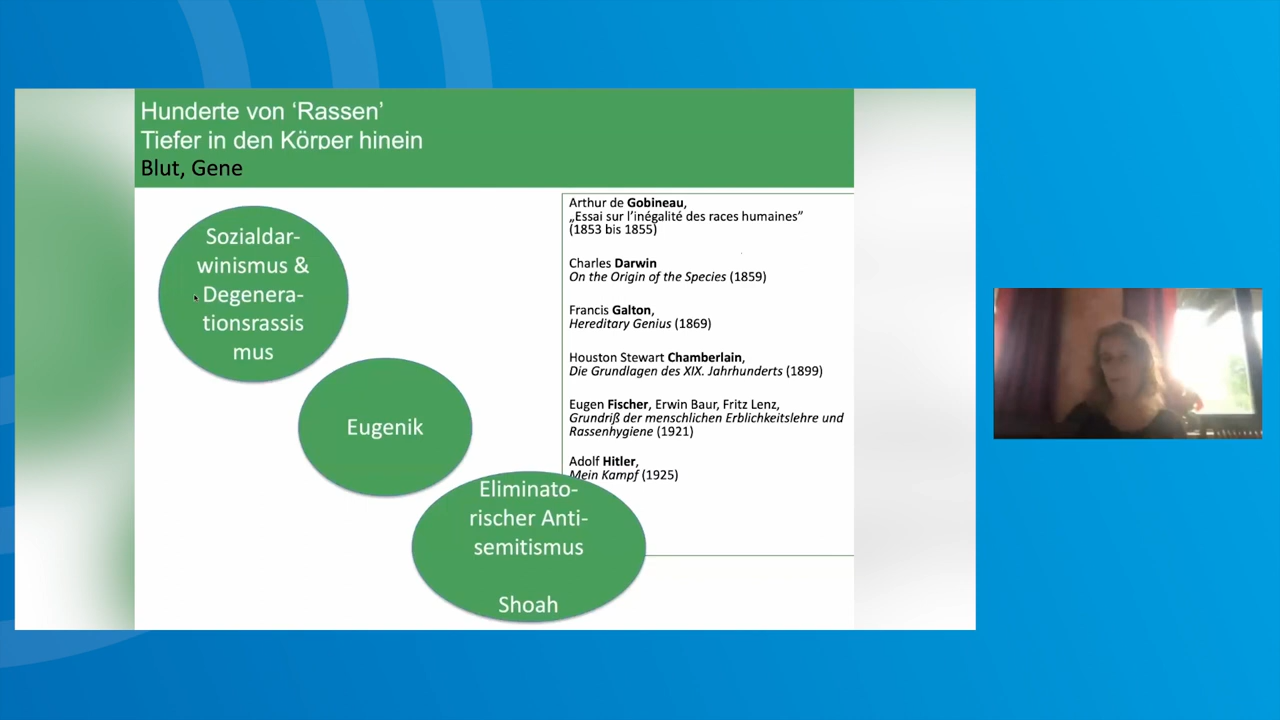 Hunderte von ‘Rassen’
Tiefer in den Körper hinein
Blut, Gene
Sozialdar-
winismus &
Degenera-
tionsrassis
mus
Eugenik
Eliminato-
rischer Anti-
semitismus
Shoah
Arthur de Gobineau,
„Essai sur l’inégalité des races humaines”
(1853 bis 1855)
Charles Darwin
On the Origin of the Species (1859)
Francis Galton,
Hereditary Genius (1869)
Houston Stewart Chamberlain,
Die Grundlagen des XIX. Jahrhunderts (1899)
Eugen Fischer, Erwin Baur, Fritz Lenz,
Grundriß der menschlichen Erblichkeitslehre und
Rassenhygiene (1921)
Adolf Hitler,
Mein Kampf (1925)